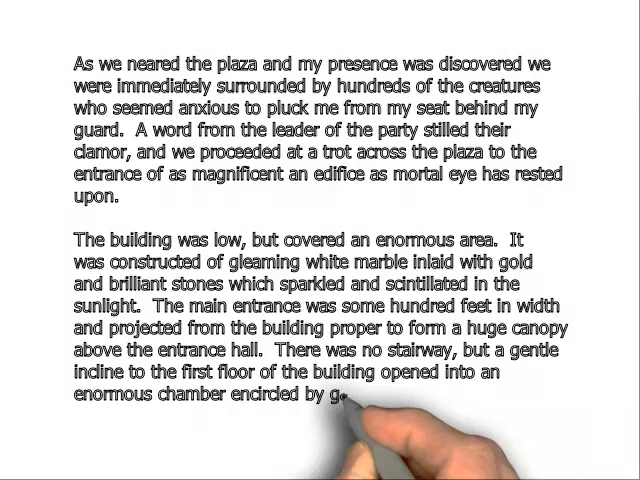 As we neared the plaza and my presence was discovered we
were immediately surrounded by hundreds of the creatures
who seemed anxious to pluck me from my seat behind my
guard.  A word from the leader of the party stilled their
clamor, and we proceeded at a trot across the plaza to the
entrance of as magnificent an edifice as mortal eye has rested
upon.

The building was low, but covered an enormous area.  It
was constructed of gleaming white marble inlaid with gold
and brilliant stones which sparkled and scintillated in the
sunlight.  The main entrance was some hundred feet in width
and projected from the building proper to form a huge canopy
above the entrance hall.  There was no stairway, but a gentle
incline to the first floor of the building opened into an
enormous chamber encircled by